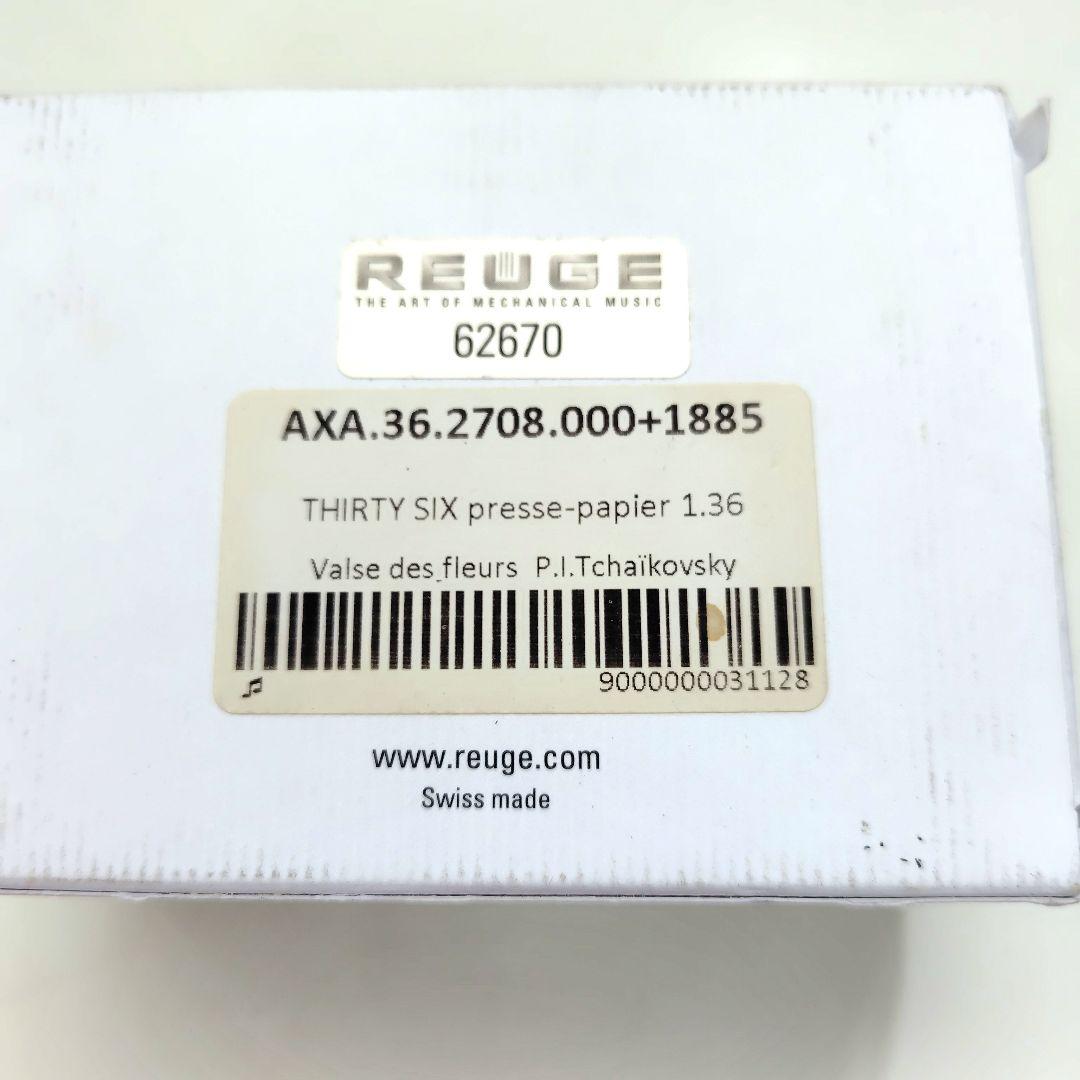 REUGE
THE ART OF MECHANICAL MUSIC
62670
AXA.36.2708.000+1885
THIRTY SIX presse-papier 1.36
Valse des fleurs P.I.Tchaïkovsky
9000000031128
www.reuge.com
Swiss made